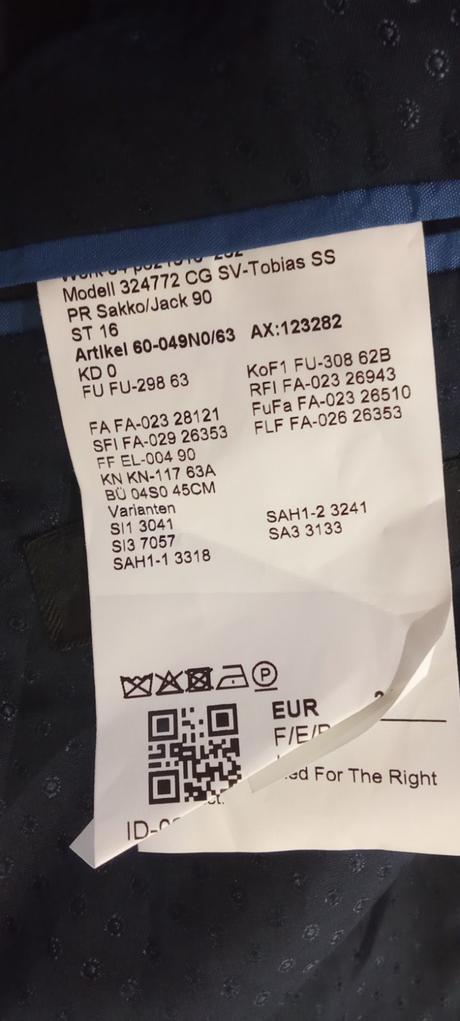 Modell 324772 CG SV-Tobias SS
PR Sakko/Jack 90
ST 16
Artikel 60-049N0/63 AX:123282
KD 0
FU FU-298 63 KoF1 FU-308 62B
RFI FA-023 26943
FA FA-023 28121 FuFa FA-023 26510
SFI FA-029 26353 FLF FA-026 26353
FF EL-004 90
KN KN-117 63A
BÜ 04S0 45CM
Varianten
SI1 3041 SAH1-2 3241
SI3 7057 SA3 3133
SAH1-1 3318
P
EUR
F/E/
For The Right
ct.
ID-0